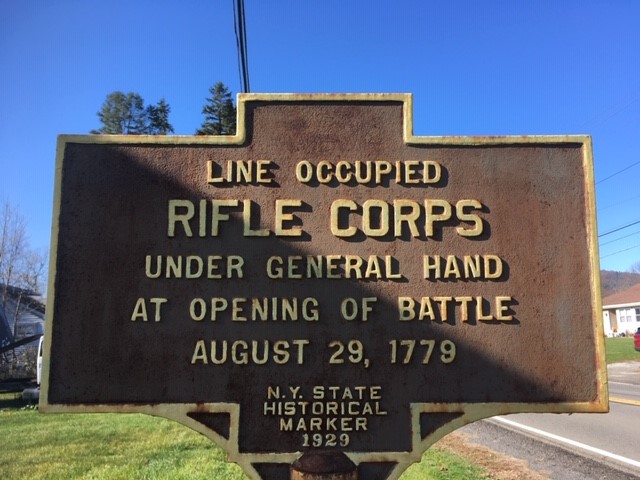 LINE OCCUPIED
RIFLE CORPS
UNDER GENERAL HAND
AT OPENING OF BATTLE
AUGUST 29, 1779
N.Y. STATE
HISTORICAL
MARKER
1929